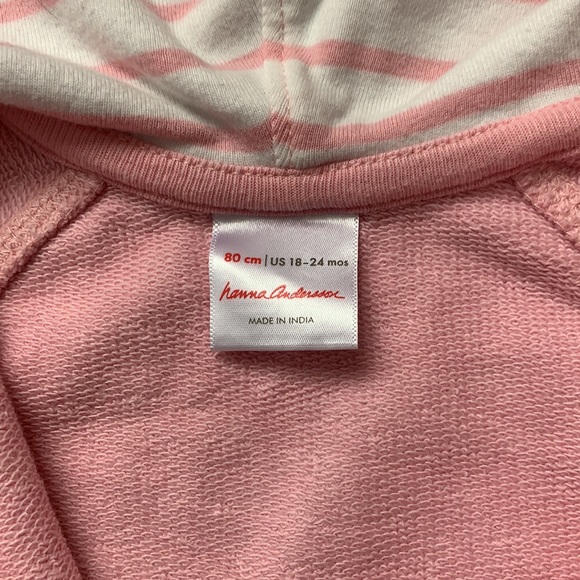 80 cm | US 18-24 mos
hanna andersson
MADE IN INDIA